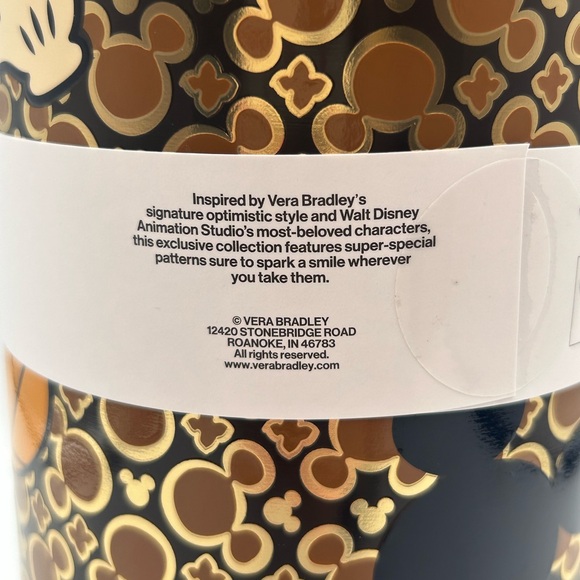 Inspired by Vera Bradley's
signature optimistic style and Walt Disney
Animation Studio's most-beloved characters,
this exclusive collection features super-special
patterns sure to spark a smile wherever
you take them.
© VERA BRADLEY
12420 STONEBRIDGE ROAD
ROANOKE, IN 46783
All rights reserved.
www.verabradley.com